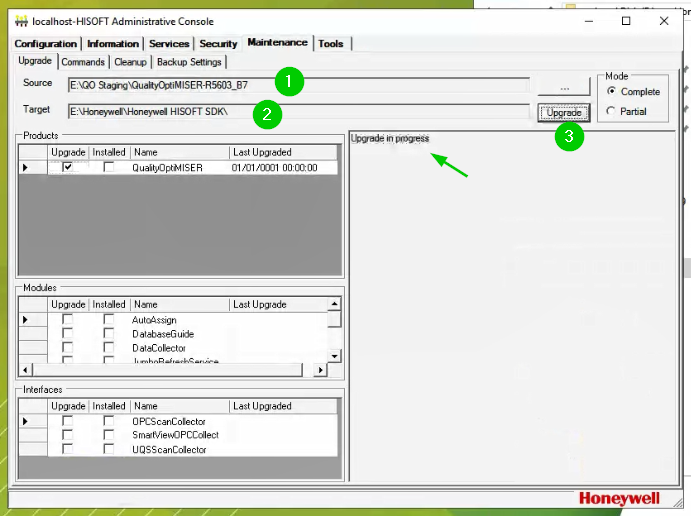 localhost-HISOFT Administrative Console
Configuration Information Services Security Maintenance Tools
Upgrade Commands Cleanup Backup Settings
Source E:\QO Staging\QualityOptiMISER-R5603_B7 1 ...
Target E:\Honeywell\Honeywell HISOFT SDK\ 2 Upgrade 3
Mode
Complete
Partial
Products
Upgrade Installed Name Last Upgraded
QualityOptiMISER 01/01/0001 00:00:00
Upgrade in progress
Modules
Upgrade Installed Name Last Upgrade
AutoAssign
DatabaseGuide
DataCollector
JumboRefreshService
Interfaces
Upgrade Installed Name Last Upgraded
OPCScanCollector
SmartViewOPCCollect
UQSScanCollector
Honeywell